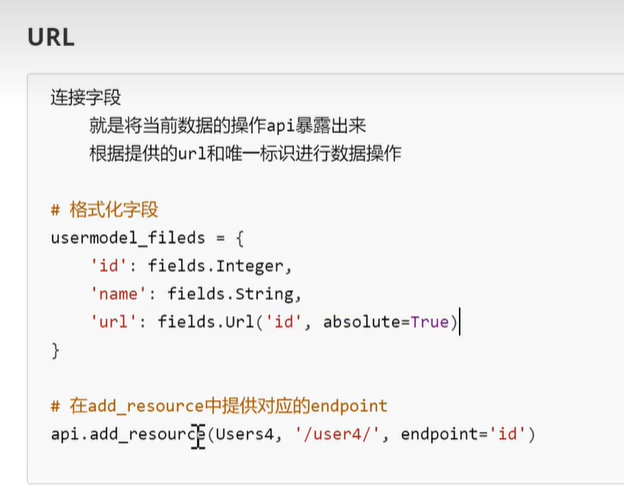 URL
连接字段
就是将当前数据的操作api暴露出来
根据提供的url和唯一标识进行数据操作
# 格式化字段
usermodel_fileds = {
'id': fields.Integer,
'name': fields.String,
'url': fields.Url('id', absolute=True)
}
# 在add_resource中提供对应的endpoint
api.add_resource(Users4, '/user4/', endpoint='id')